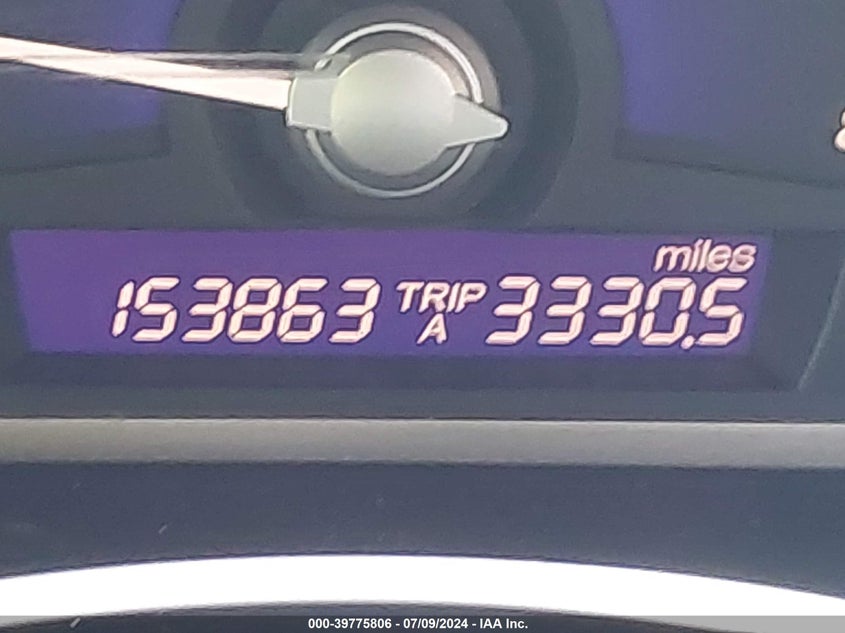 miles
153863 TRIP A 3330.5
000-39775806 - 07/09/2024 - IAA Inc.